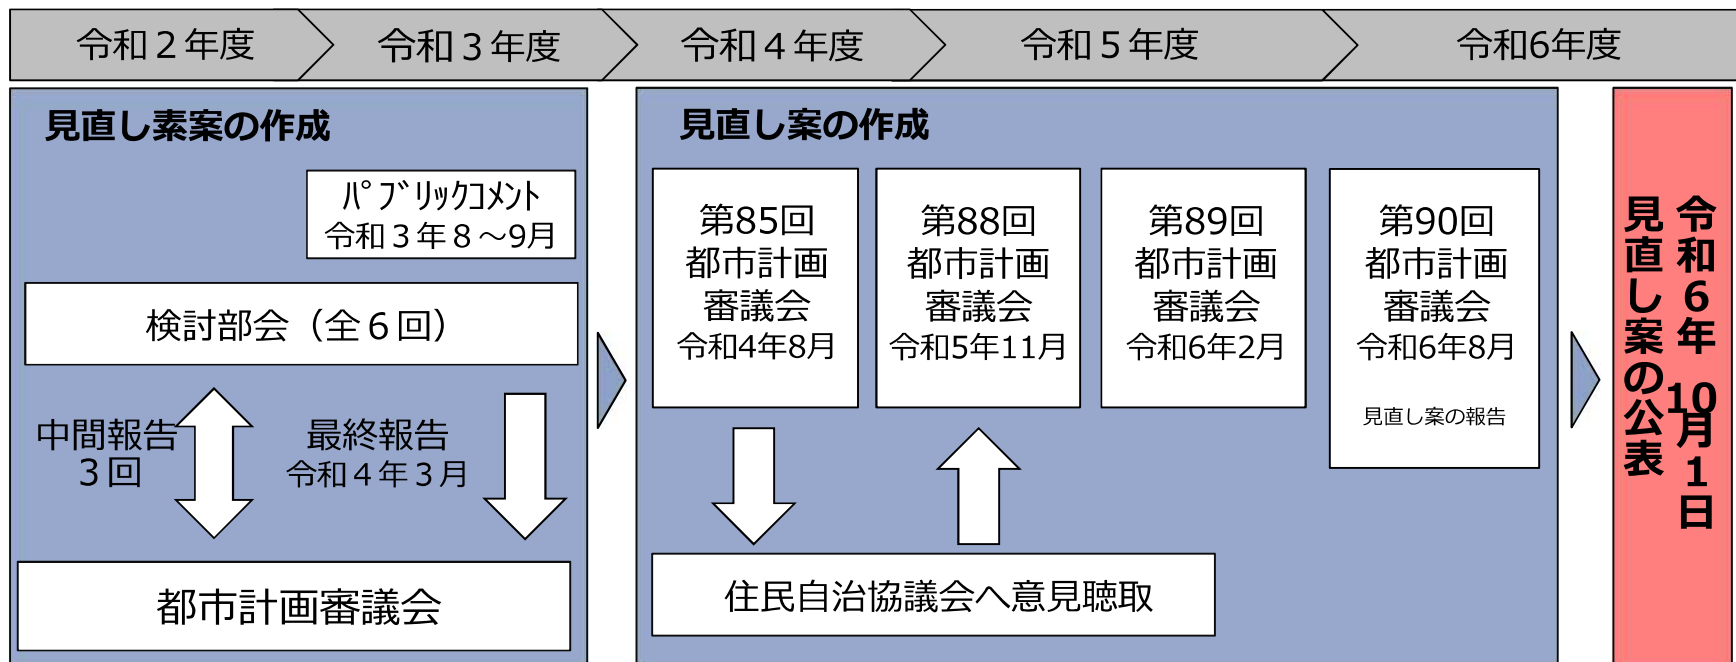 令和２年度
令和３年度
令和４年度
令和５年度
令和6年度
見直し素案の作成
ﾊﾟﾌﾞﾘｯｸｺﾒﾝﾄ
令和３年８～9月
検討部会（全６回）
中間報告
３回
最終報告
令和４年３月
都市計画審議会
見直し案の作成
第85回
都市計画
審議会
令和4年8月
第88回
都市計画
審議会
令和5年11月
第89回
都市計画
審議会
令和6年2月
第90回
都市計画
審議会
令和6年8月
見直し案の報告
住民自治協議会へ意見聴取
令和６年10月１日
見直し案の公表